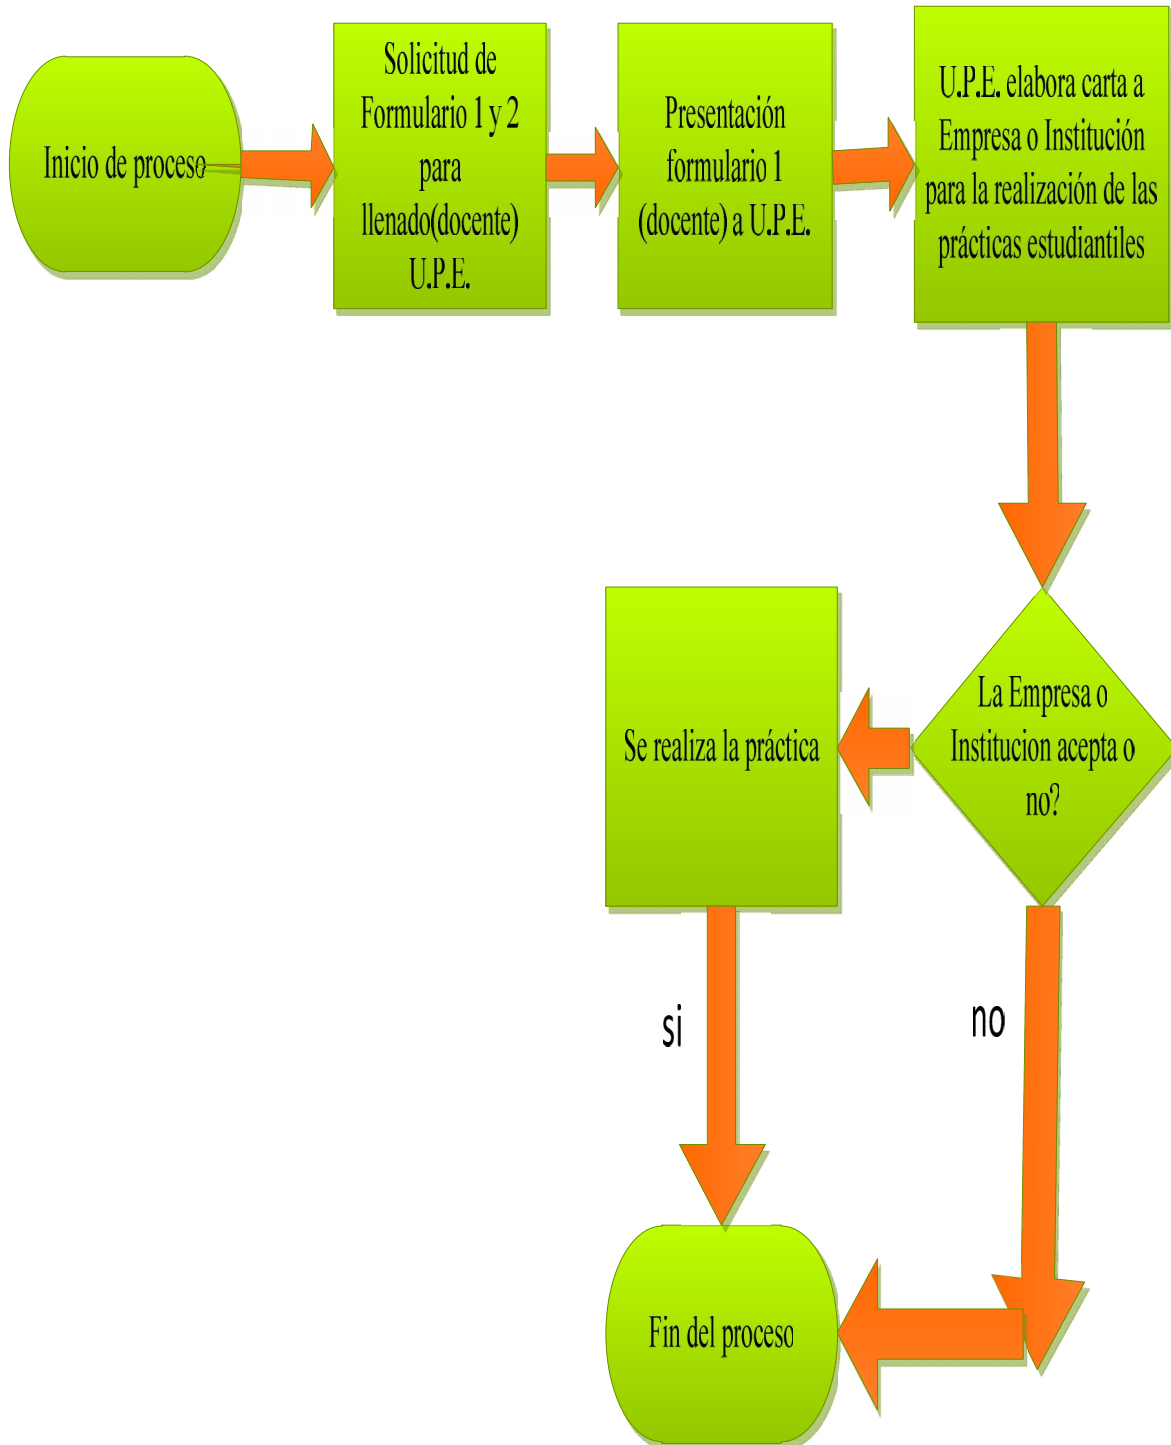 Inicio de proceso
Solicitud de
Formulario 1 y 2
para
llenado(docente)
U.P.E.
Presentación
formulario 1
(docente) a U.P.E.
U.P.E. elabora carta a
Empresa o Institución
para la realización de las
prácticas estudiantiles
La Empresa o
Institucion acepta o
no?
Se realiza la práctica
si
no
Fin del proceso